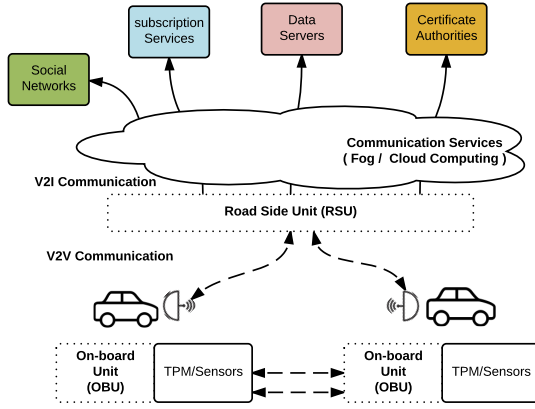 subscription
Services
Data
Servers
Certificate
Authorities
Social
Networks
Communication Services
( Fog / Cloud Computing )
V2I Communication
Road Side Unit (RSU)
V2V Communication
On-board
Unit
(OBU)
TPM/Sensors
On-board
Unit
(OBU)
TPM/Sensors